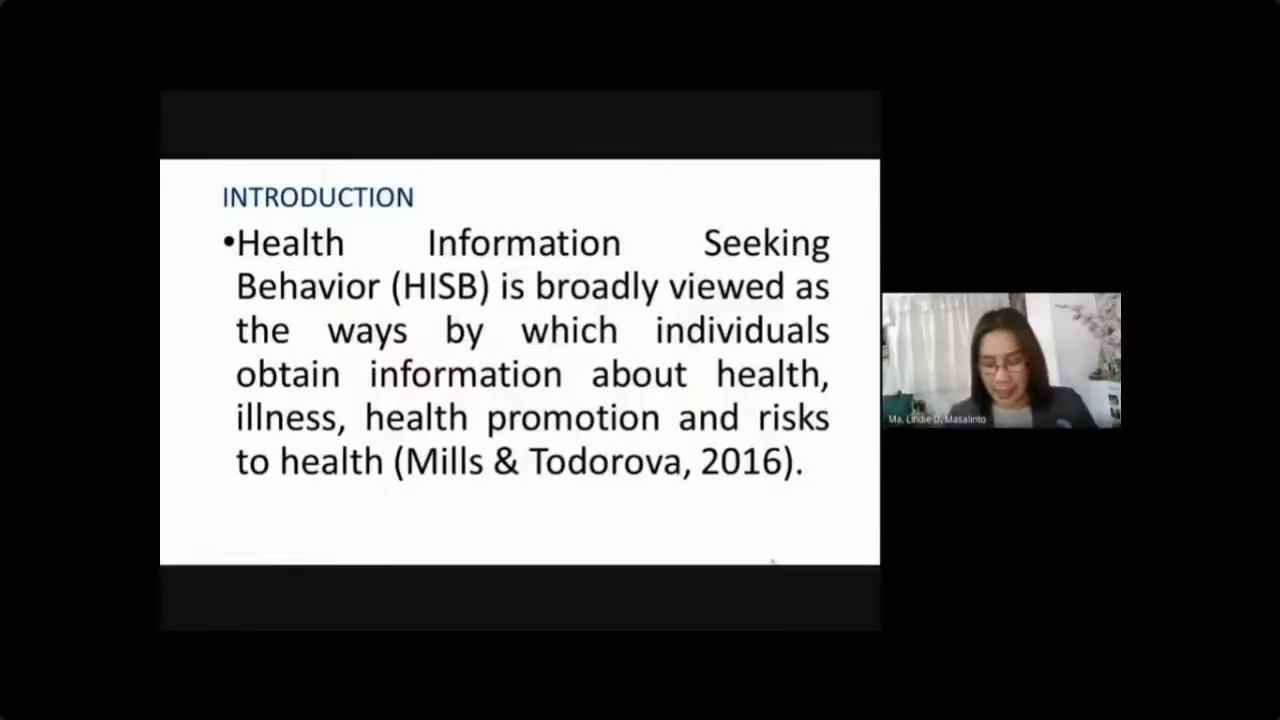 INTRODUCTION
•Health Information Seeking
Behavior (HISB) is broadly viewed as
the ways by which individuals
obtain information about health,
illness, health promotion and risks
to health (Mills & Todorova, 2016).
Ma. Lindie D. Masalinto